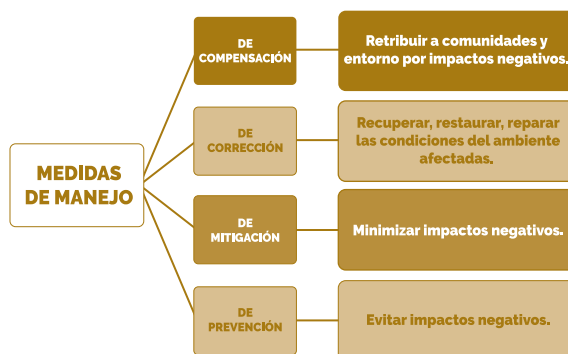 MEDIDAS
DE MANEJO
DE
COMPENSACIÓN
Retribuir a comunidades y
entorno por impactos negativos.
DE
CORRECCIÓN
Recuperar, restaurar, reparar
las condiciones del ambiente
afectadas.
DE
MITIGACIÓN
Minimizar impactos negativos.
DE
PREVENCIÓN
Evitar impactos negativos.